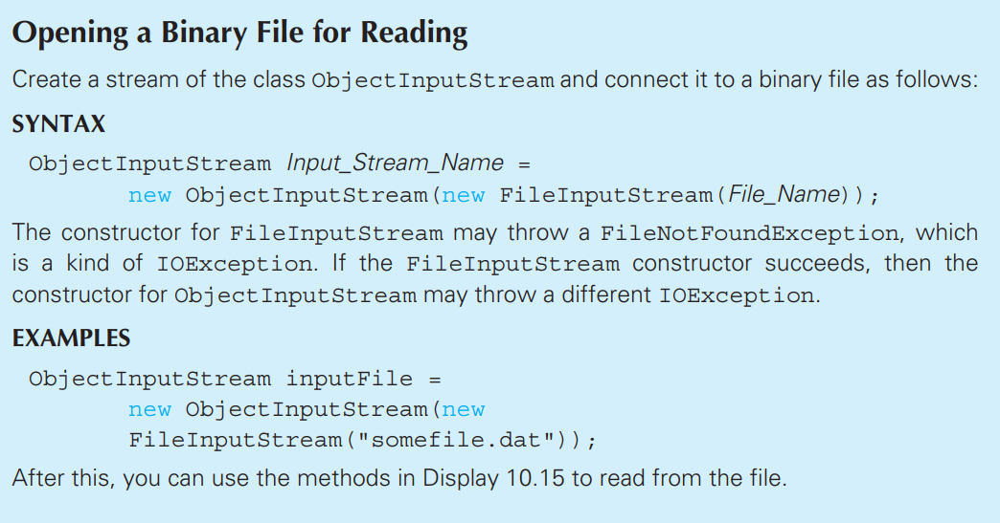 Opening a Binary File for Reading
Create a stream of the class ObjectInputStream and connect it to a binary file as follows:
SYNTAX
ObjectInputStream Input_Stream_Name =
new ObjectInputStream(new FileInputStream(File_Name));
The constructor for FileInputStream may throw a FileNotFoundException, which
is a kind of IOException. If the FileInputStream constructor succeeds, then the
constructor for ObjectInputStream may throw a different IOException.
EXAMPLES
ObjectInputStream inputFile =
new ObjectInputStream(new
FileInputStream("somefile.dat"));
After this, you can use the methods in Display 10.15 to read from the file.